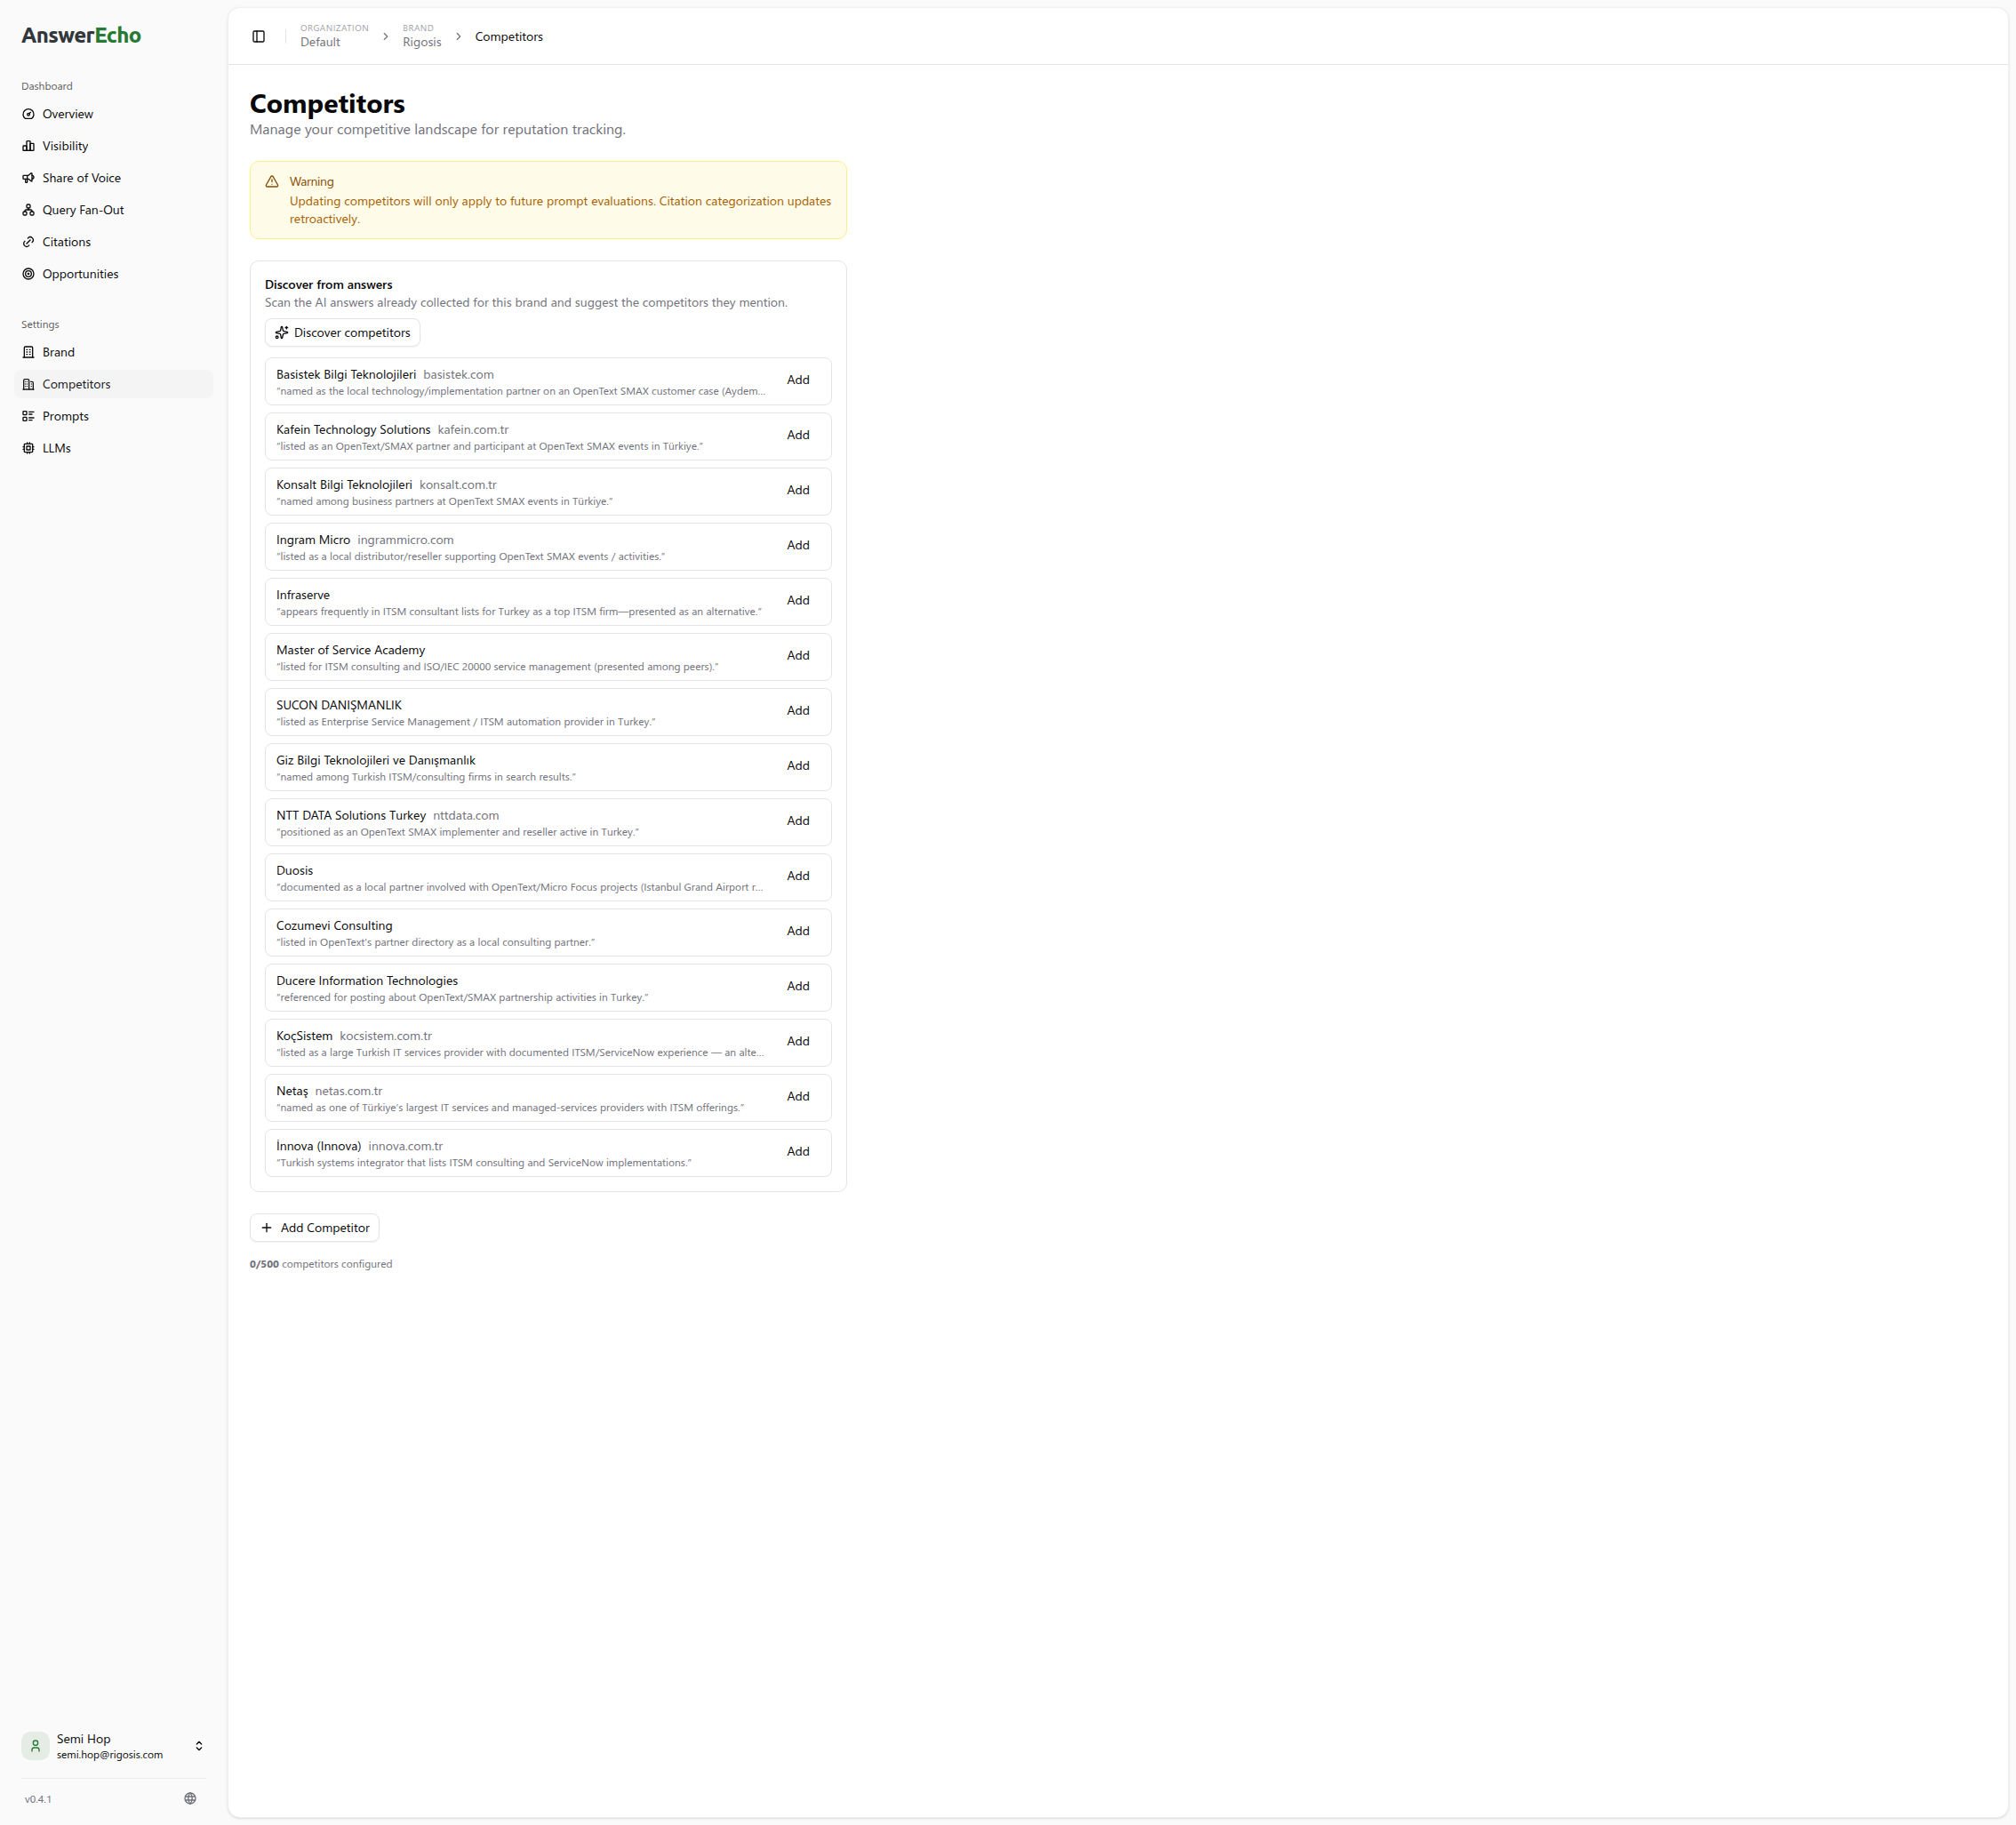 AnswerEcho
Dashboard
Overview
Visibility
Share of Voice
Query Fan-Out
Citations
Opportunities
Settings
Brand
Competitors
Prompts
LLMs
ORGANIZATION
Default
BRAND
Rigosis
Competitors
Competitors
Manage your competitive landscape for reputation tracking.
Warning
Updating competitors will only apply to future prompt evaluations. Citation categorization updates
retroactively.
Discover from answers
Scan the AI answers already collected for this brand and suggest the competitors they mention.
Discover competitors
Basistek Bilgi Teknolojileri basistek.com
"named as the local technology/implementation partner on an OpenText SMAX customer case (Aydem...
Add
Kafein Technology Solutions kafein.com.tr
"listed as an OpenText/SMAX partner and participant at OpenText SMAX events in Türkiye."
Add
Konsalt Bilgi Teknolojileri konsalt.com.tr
"named among business partners at OpenText SMAX events in Türkiye."
Add
Ingram Micro ingrammicro.com
"listed as a local distributor/reseller supporting OpenText SMAX events / activities."
Add
Infraserve
"appears frequently in ITSM consultant lists for Turkey as a top ITSM firm—presented as an alternative."
Add
Master of Service Academy
"listed for ITSM consulting and ISO/IEC 20000 service management (presented among peers)."
Add
SUCON DANIŞMANLIK
"listed as Enterprise Service Management / ITSM automation provider in Turkey."
Add
Giz Bilgi Teknolojileri ve Danışmanlık
"named among Turkish ITSM/consulting firms in search results."
Add
NTT DATA Solutions Turkey nttdata.com
"positioned as an OpenText SMAX implementer and reseller active in Turkey."
Add
Duosis
"documented as a local partner involved with OpenText/Micro Focus projects (Istanbul Grand Airport r...
Add
Cozumevi Consulting
"listed in OpenText's partner directory as a local consulting partner."
Add
Ducere Information Technologies
"referenced for posting about OpenText/SMAX partnership activities in Turkey."
Add
KoçSistem kocsistem.com.tr
"listed as a large Turkish IT services provider with documented ITSM/ServiceNow experience — an alte...
Add
Netaş netas.com.tr
"named as one of Türkiye's largest IT services and managed-services providers with ITSM offerings."
Add
İnnova (Innova) innova.com.tr
"Turkish systems integrator that lists ITSM consulting and ServiceNow implementations."
Add
Add Competitor
0/500 competitors configured
Semi Hop
semi.hop@rigosis.com
v0.4.1